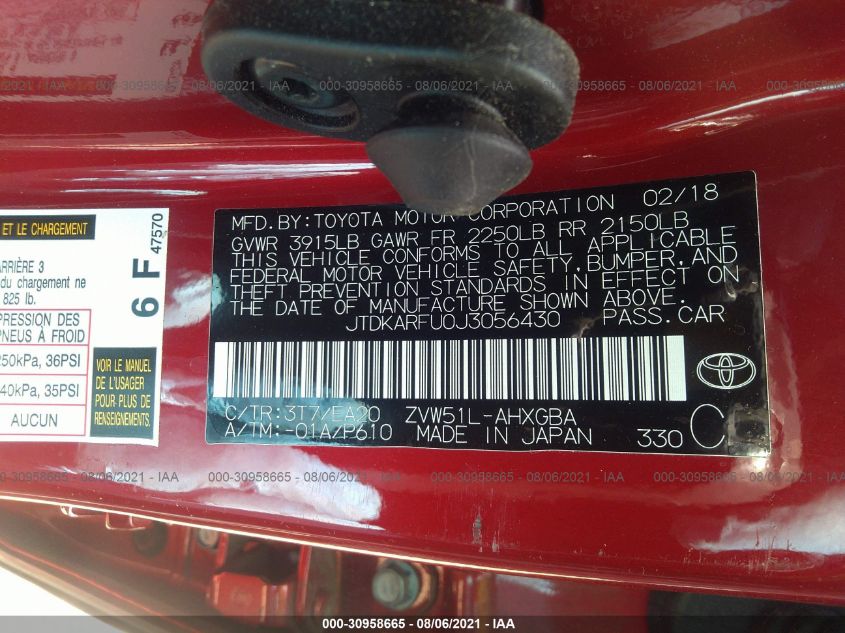 000-30958665 - 08/06/2021 - IAA
ET LE CHARGEMENT
ARRIÈRE 3
du chargement ne
825 lb.
PRESSION DES
PNEUS À FROID
250kPa, 36PSI
240kPa, 35PSI
AUCUN
VOIR LE MANUEL
DE L'USAGER
POUR PLUS DE
RENSEIGNEMENTS
6 F 47570
MFD.BY:TOYOTA MOTOR CORPORATION 02/18
GVWR 3915LB GAWR FR 2250LB RR 2150LB
THIS VEHICLE CONFORMS TO ALL APPLICABLE
FEDERAL MOTOR VEHICLE SAFETY,BUMPER,AND
THEFT PREVENTION STANDARDS IN EFFECT ON
THE DATE OF MANUFACTURE SHOWN ABOVE.
JTDKARFU0J3056430 PASS.CAR
C/TR:3T7/EA20 ZVW51L-AHXGBA
A/TM:-01A/P610 MADE IN JAPAN 330 C
000-30958665 - 08/06/2021 - IAA
000-30958665 - 08/06/2021 - IAA